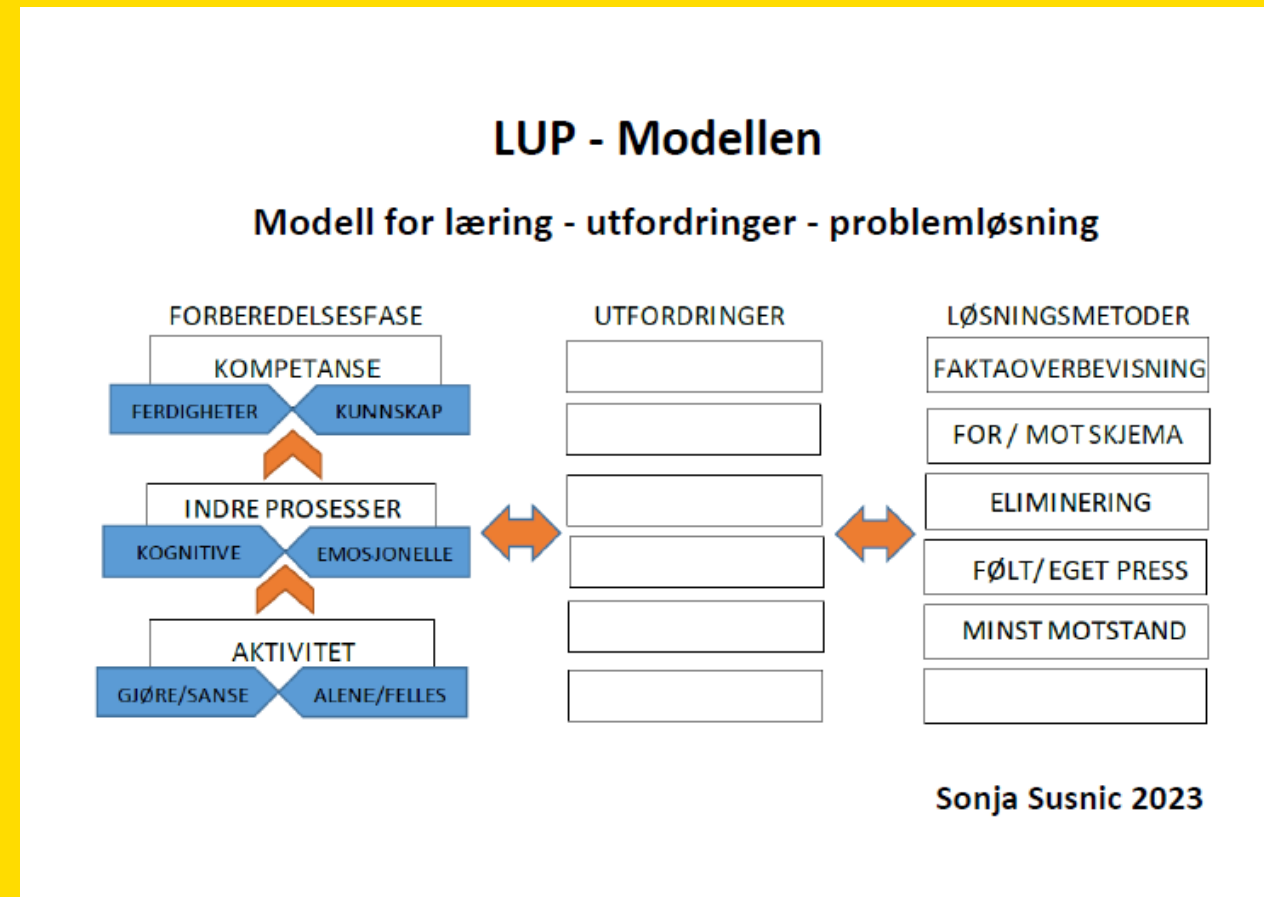 LUP - Modellen
Modell for læring - utfordringer - problemløsning
FORBEREDELSESFASE
KOMPETANSE
FERDIGHETER
KUNNSKAP
INDRE PROSESSER
KOGNITIVE
EMOSJONELLE
AKTIVITET
GJØRE/SANSE
ALENE/FELLES
UTFORDRINGER
LØSNINGSMETODER
FAKTAOVERBEVISNING
FOR / MOT SKJEMA
ELIMINERING
FØLT/ EGET PRESS
MINST MOTSTAND
Sonja Susnic 2023